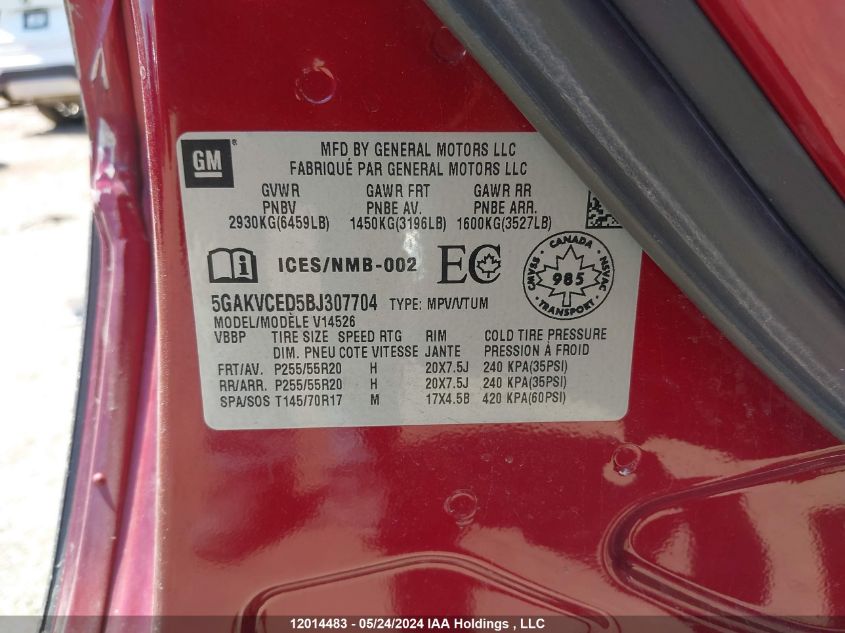 GM
MFD BY GENERAL MOTORS LLC
FABRIQUÉ PAR GENERAL MOTORS LLC
GVWR GAWR FRT GAWR RR
PNBV PNBE AV. PNBE ARR.
2930KG(6459LB) 1450KG(3196LB) 1600KG(3527LB)
i ICES/NMB-002 EC
CANADA
CMVSS NSVAC
985
TRANSPORT
5GAKVCED5BJ307704 TYPE: MPV/VTUM
MODEL/MODÈLE V14526
VBBP TIRE SIZE SPEED RTG RIM COLD TIRE PRESSURE
DIM. PNEU COTE VITESSE JANTE PRESSION À FROID
FRT/AV. P255/55R20 H 20X7.5J 240 KPA(35PSI)
RR/ARR. P255/55R20 H 20X7.5J 240 KPA(35PSI)
SPA/SOS T145/70R17 M 17X4.5B 420 KPA(60PSI)
12014483 - 05/24/2024 IAA Holdings, LLC